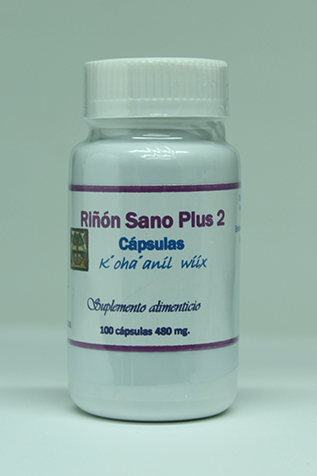 Riñón Sano Plus 2
Cápsulas
K'oha'anil wiix
Suplemento alimenticio
100 cápsulas 480 mg.